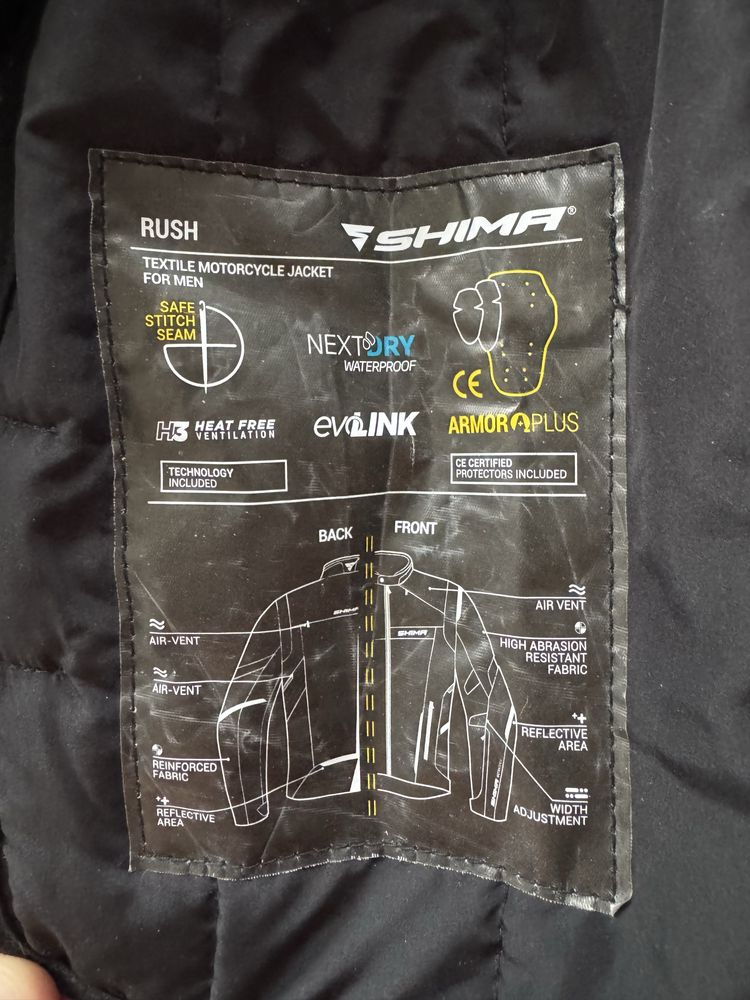 RUSH
SHIMA®
TEXTILE MOTORCYCLE JACKET
FOR MEN
SAFE
STITCH
SEAM
NEXTDRY
WATERPROOF
CE
H3 HEAT FREE
VENTILATION
evoLINK
ARMOR PLUS
TECHNOLOGY
INCLUDED
CE CERTIFIED
PROTECTORS INCLUDED
BACK
FRONT
SHIMA
SHIMA
AIR VENT
AIR-VENT
HIGH ABRASION
RESISTANT
FABRIC
AIR-VENT
REFLECTIVE
AREA
REINFORCED
FABRIC
WIDTH
ADJUSTMENT
REFLECTIVE
AREA